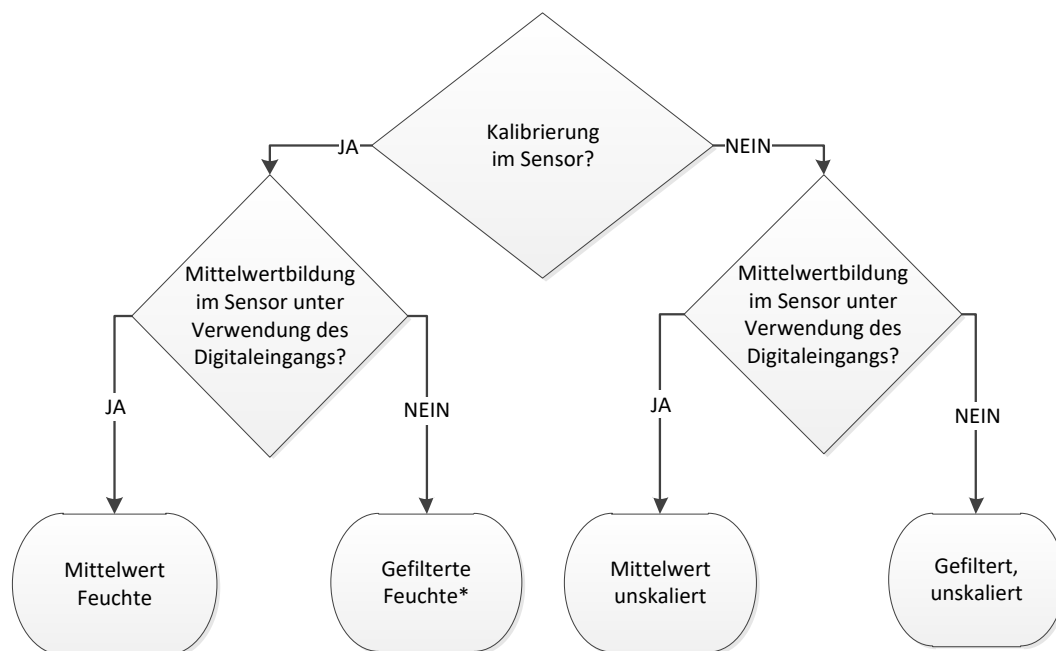 Kalibrierung
im Sensor?
JA
NEIN
Mittelwertbildung
im Sensor unter
Verwendung des
Digitaleingangs?
Mittelwertbildung
im Sensor unter
Verwendung des
Digitaleingangs?
JA
NEIN
JA
NEIN
Mittelwert
Feuchte
Gefilterte
Feuchte*
Mittelwert
unskaliert
Gefiltert,
unskaliert